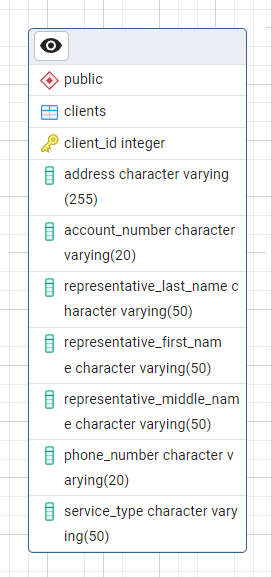 public
clients
client_id integer
address character varying
(255)
account_number character
varying(20)
representative_last_name c
haracter varying(50)
representative_first_nam
e character varying(50)
representative_middle_nam
e character varying(50)
phone_number character v
arying(20)
service_type character vary
ing(50)